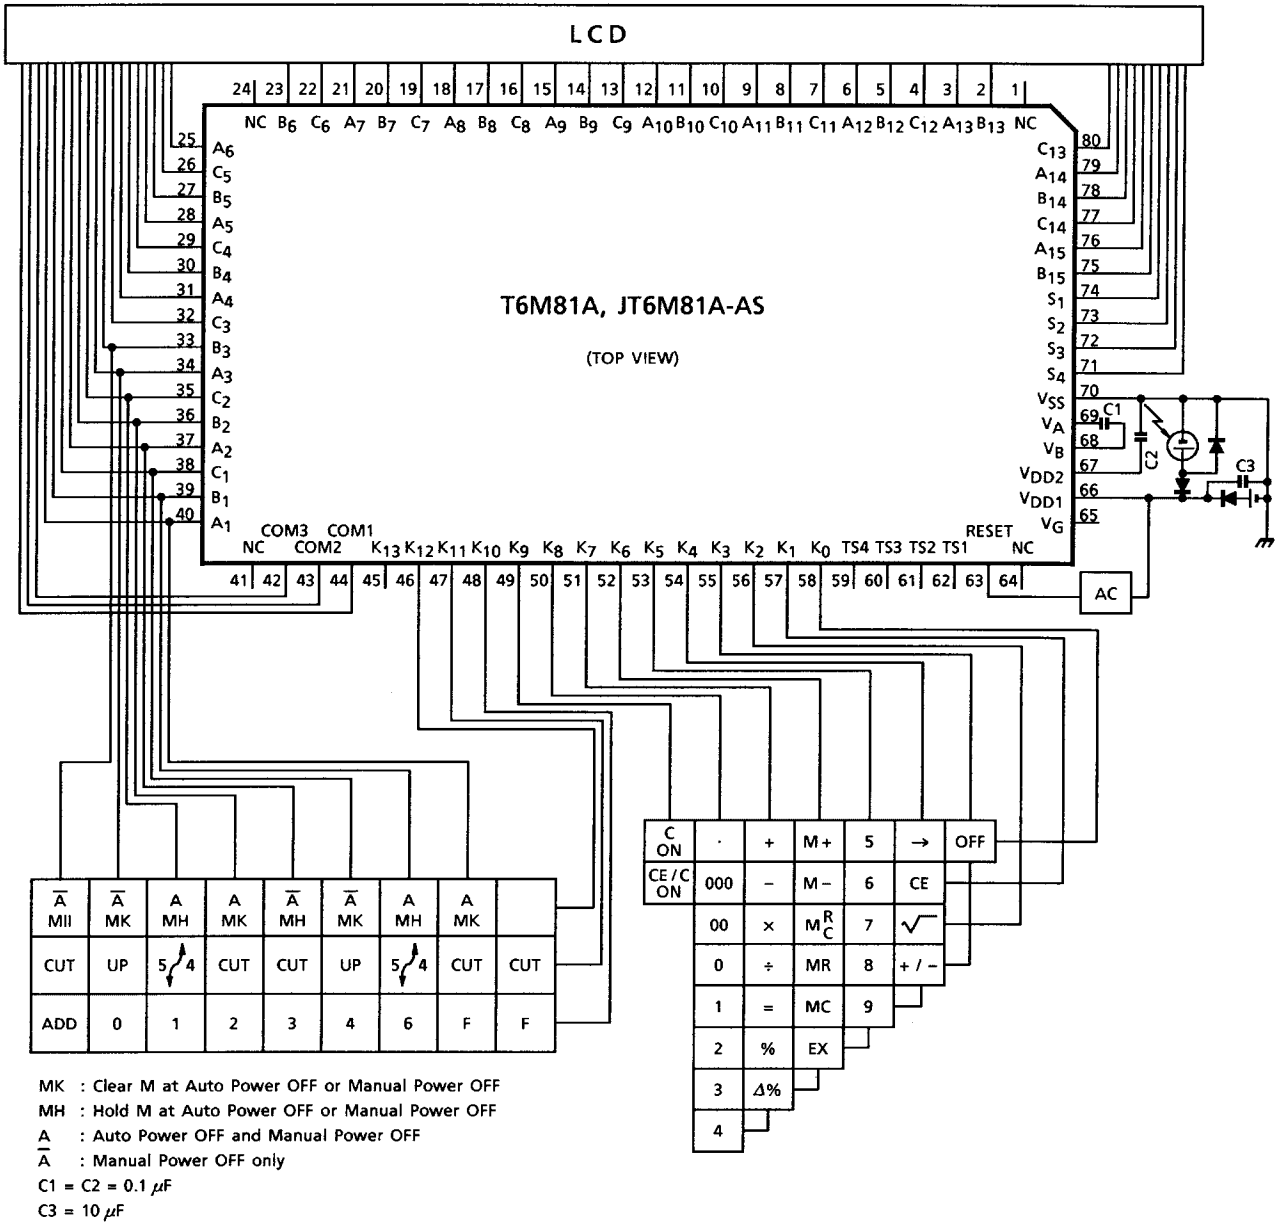 LCD
24 23 22 21 20 19 18 17 16 15 14 13 12 11 10 9 8 7 6 5 4 3 2 1
NC B6 C6 A7 B7 C7 A8 B8 C8 A9 B9 C9 A10 B10 C10 A11 B11 C11 A12 B12 C12 A13 B13 NC
25 A6
26 C5
27 B5
28 A5
29 C4
30 B4
31 A4
32 C3
33 B3
34 A3
35 C2
36 B2
37 A2
38 C1
39 B1
40 A1
C13 80
A14 79
B14 78
C14 77
A15 76
B15 75
S1 74
S2 73
S3 72
S4 71
VSS 70
VA 69
VB 68
VDD2 67
VDD1 66
VG 65
C1
C2
C3
T6M81A, JT6M81A-AS
(TOP VIEW)
NC COM3 COM2 COM1 K13 K12 K11 K10 K9 K8 K7 K6 K5 K4 K3 K2 K1 K0 TS4 TS3 TS2 TS1 RESET NC
41 42 43 44 45 46 47 48 49 50 51 52 53 54 55 56 57 58 59 60 61 62 63 64
AC
C ON · + M+ 5 → OFF
CE/C ON 000 − M− 6 CE
00 × MRC 7 √
0 ÷ MR 8 +/−
1 = MC 9
2 % EX
3 Δ%
4
A̅ MII A̅ MK A MH A MK A̅ MH A̅ MK A MH A MK
CUT UP 5 4 CUT CUT UP 5 4 CUT CUT
ADD 0 1 2 3 4 6 F F
MK : Clear M at Auto Power OFF or Manual Power OFF
MH : Hold M at Auto Power OFF or Manual Power OFF
A : Auto Power OFF and Manual Power OFF
A̅ : Manual Power OFF only
C1 = C2 = 0.1 μF
C3 = 10 μF